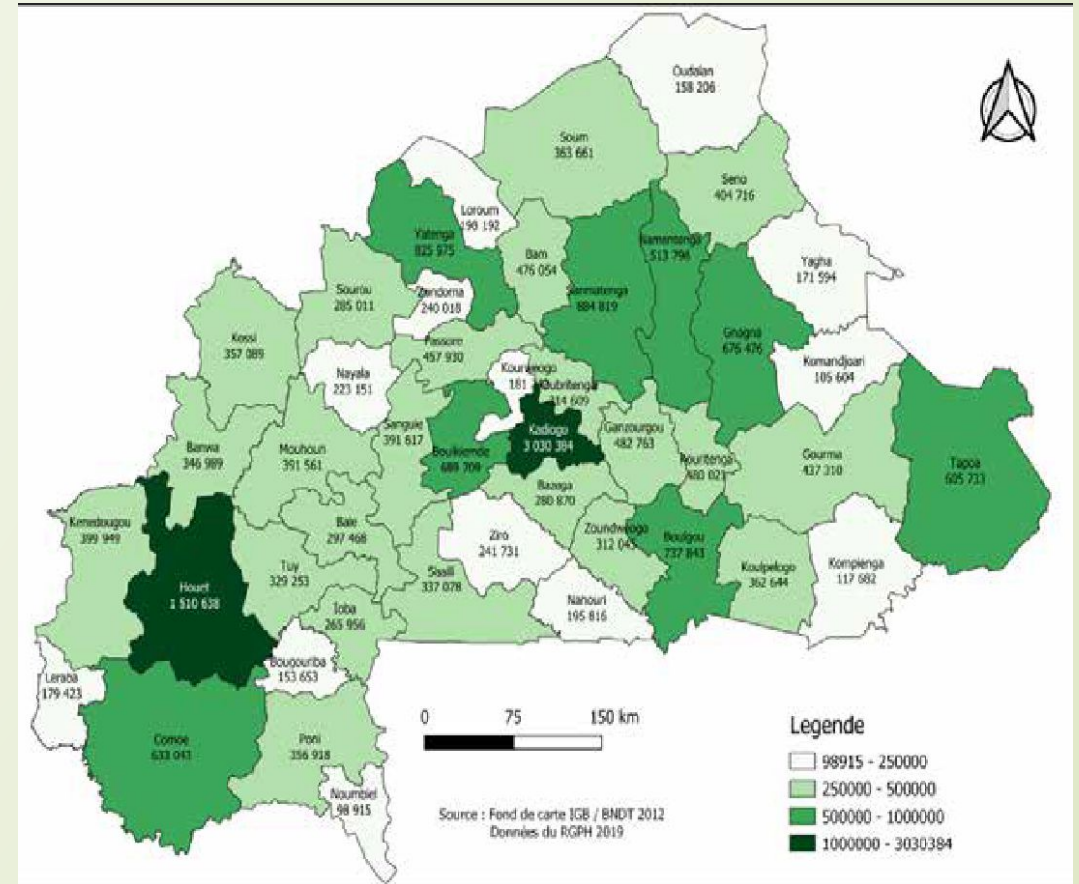 Oudalan
158 206
Soum
363 661
Seno
404 716
Loroum
198 192
Yatenga
825 975
Bam
476 054
Namentenga
513 798
Yagha
171 594
Sourou
285 011
Zondoma
240 018
Sanmatenga
884 819
Gnagna
676 476
Kossi
357 089
Passore
457 930
Nayala
223 151
Kourweogo
181
Oubritenga
314 609
Komandjoari
105 604
Banwa
346 989
Mouhoun
391 561
Sanguie
391 617
Boulkiemde
689 709
Kadiogo
3 030 384
Ganzourgou
482 763
Kouritenga
480 021
Gourma
437 310
Tapoa
605 733
Bazega
280 870
Kenedougou
399 949
Houet
1 510 638
Bale
297 468
Tuy
329 253
Ziro
241 731
Zoundweogo
312 045
Boulgou
737 843
Koulpelogo
362 644
Kompienga
117 682
Sissili
337 078
Nahouri
195 816
Ioba
265 956
Bougouriba
153 653
Leraba
179 423
Comoe
633 043
Poni
356 918
Noumbiel
98 915
0 75 150 km
Legende
98915 - 250000
250000 - 500000
500000 - 1000000
1000000 - 3030384
Source : Fond de carte IGB / BNDT 2012
Données du RGPH 2019